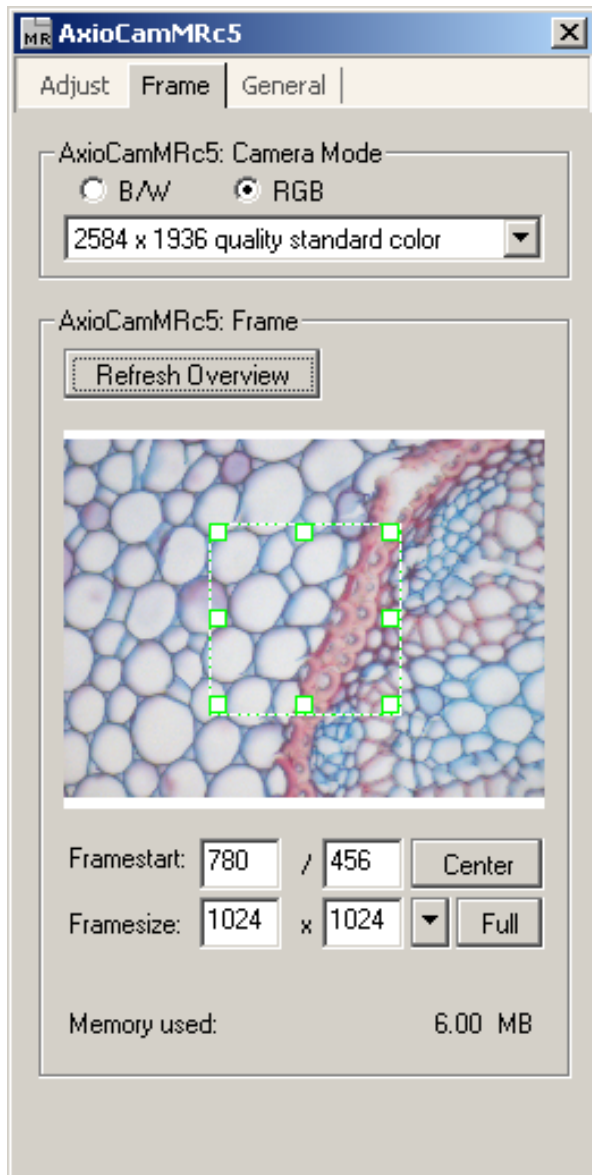 MR AxioCamMRc5
Adjust Frame General
AxioCamMRc5: Camera Mode
B/W RGB
2584 x 1936 quality standard color
AxioCamMRc5: Frame
Refresh Overview
Framestart: 780 / 456 Center
Framesize: 1024 x 1024 Full
Memory used: 6.00 MB